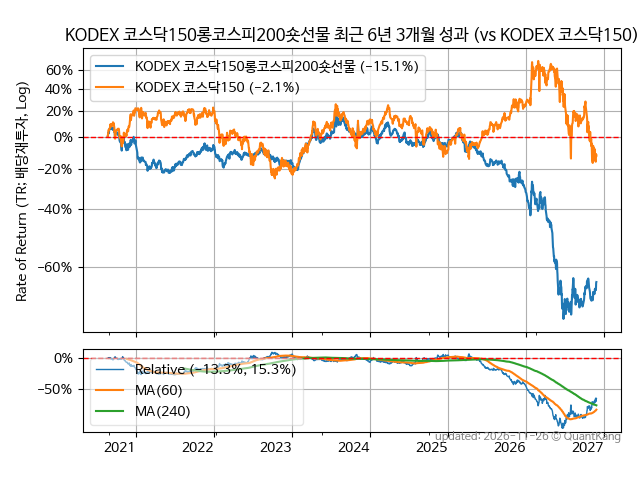 KODEX 코스닥150롱코스피200숏선물 최근 6년 3개월 성과 (vs KODEX 코스닥150)
Rate of Return (TR: 배당재투자, Log)
60%
40%
20%
0%
−20%
−40%
−60%
KODEX 코스닥150롱코스피200숏선물 (−15.1%)
KODEX 코스닥150 (−2.1%)
0%
−50%
Relative (−13.3%, 15.3%)
MA(60)
MA(240)
updated: 2026-11-26 © QuantKang
2021 2022 2023 2024 2025 2026 2027